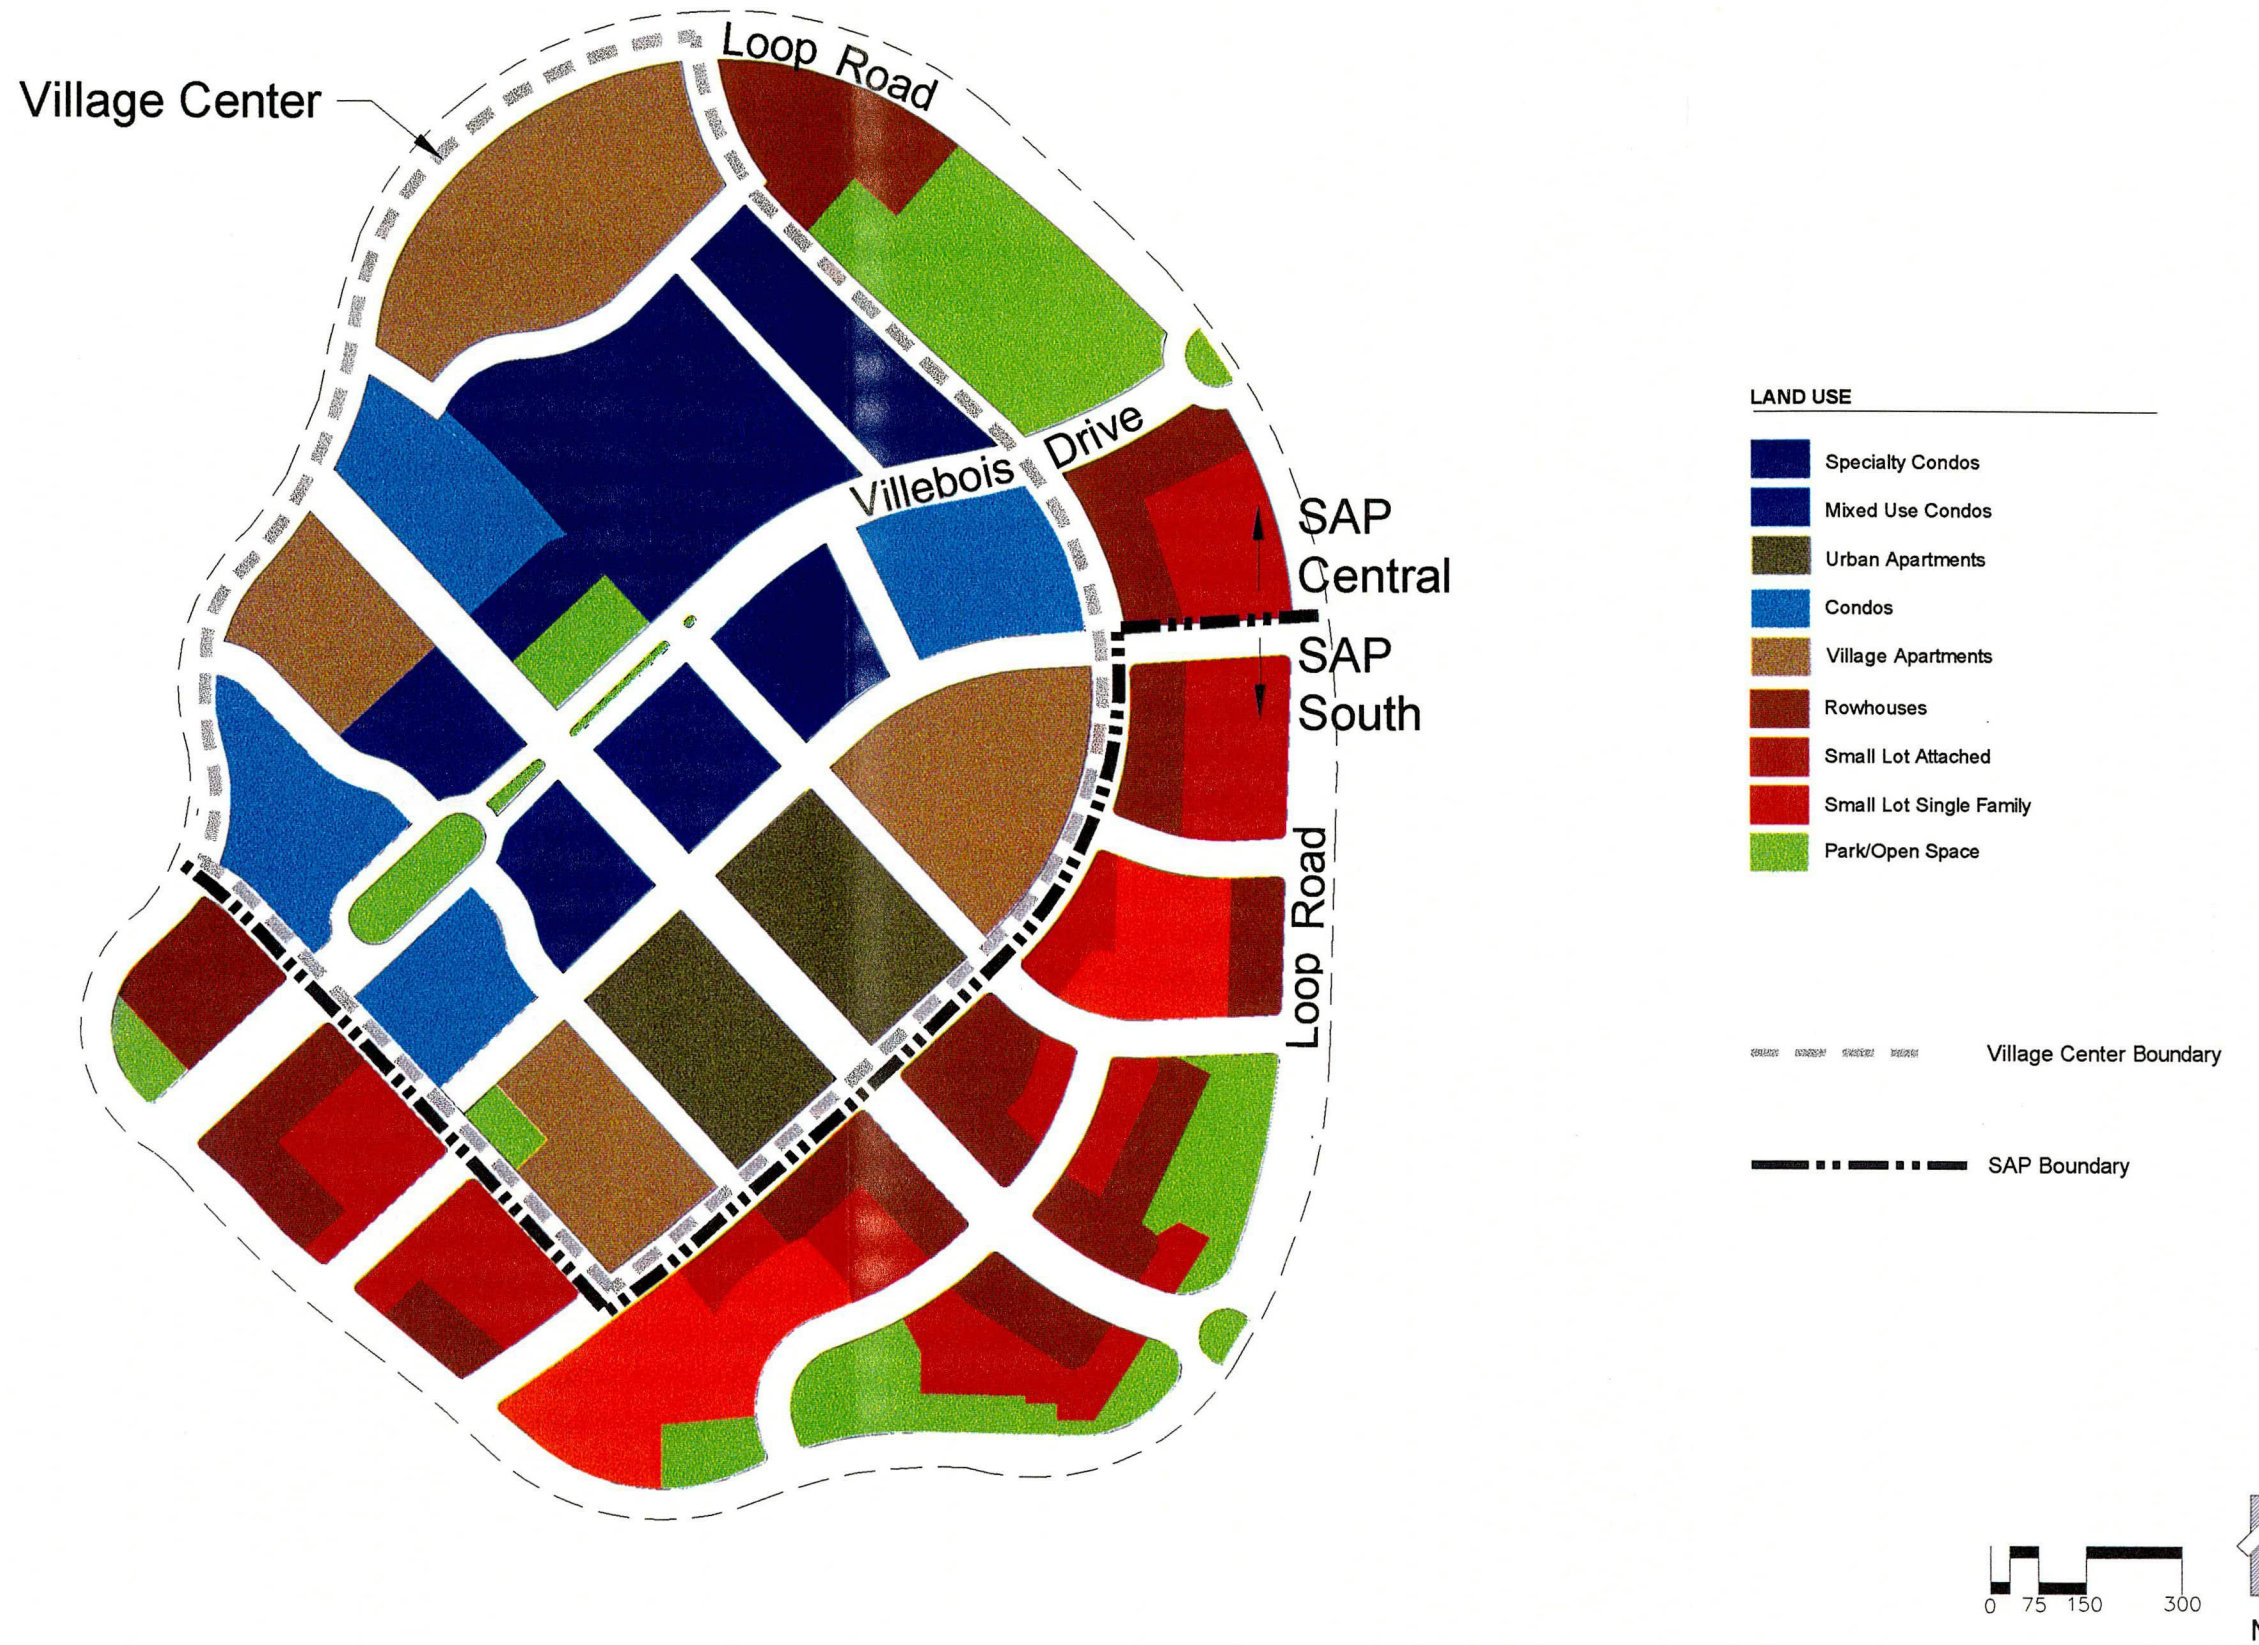 Loop Road
Village Center
Villebois Drive
SAP
Central
SAP
South
Loop Road
LAND USE
Specialty Condos
Mixed Use Condos
Urban Apartments
Condos
Village Apartments
Rowhouses
Small Lot Attached
Small Lot Single Family
Park/Open Space
Village Center Boundary
SAP Boundary
0 75 150 300